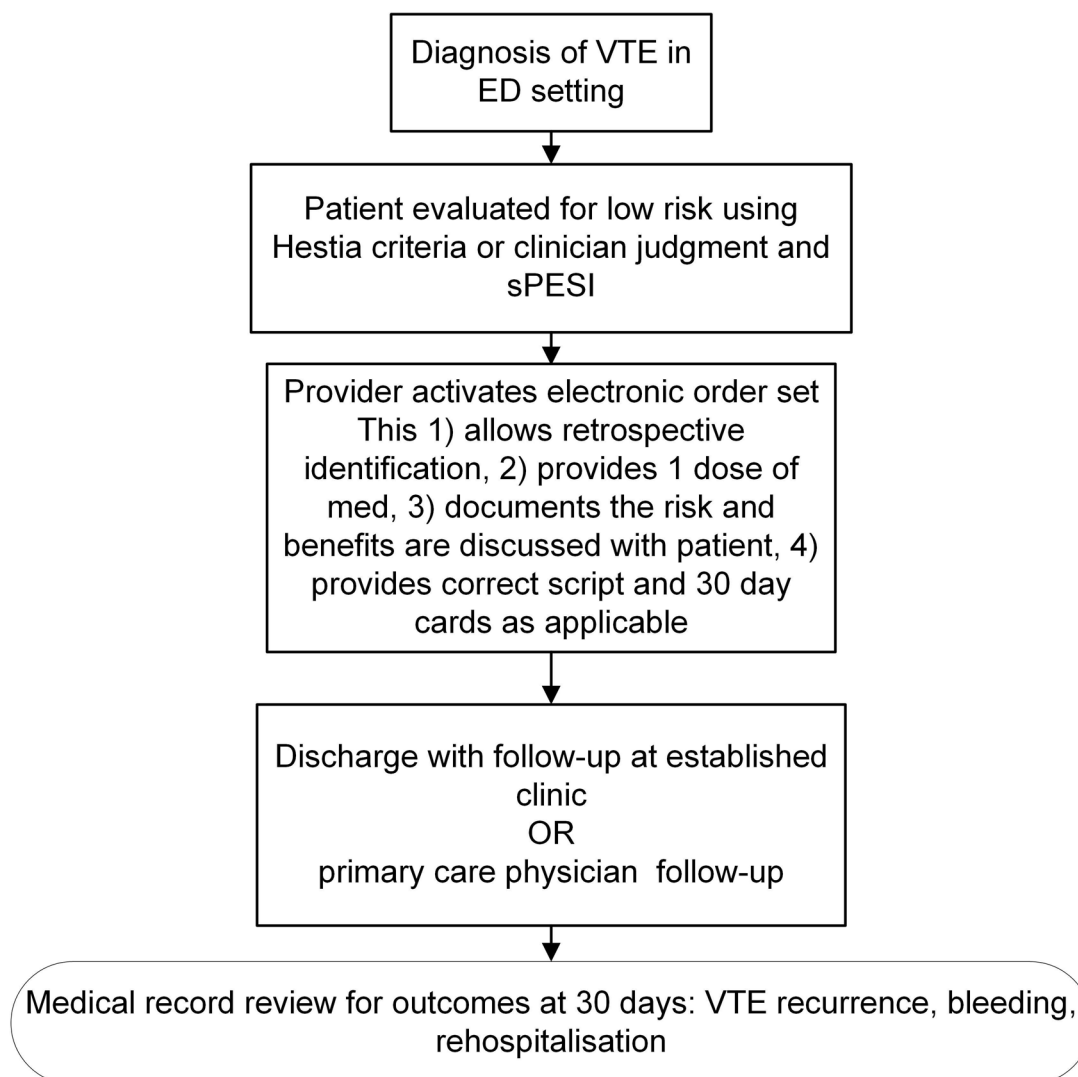 Diagnosis of VTE in
ED setting
Patient evaluated for low risk using
Hestia criteria or clinician judgment and
sPESI
Provider activates electronic order set
This 1) allows retrospective
identification, 2) provides 1 dose of
med, 3) documents the risk and
benefits are discussed with patient, 4)
provides correct script and 30 day
cards as applicable
Discharge with follow-up at established
clinic
OR
primary care physician  follow-up
Medical record review for outcomes at 30 days: VTE recurrence, bleeding,
rehospitalisation